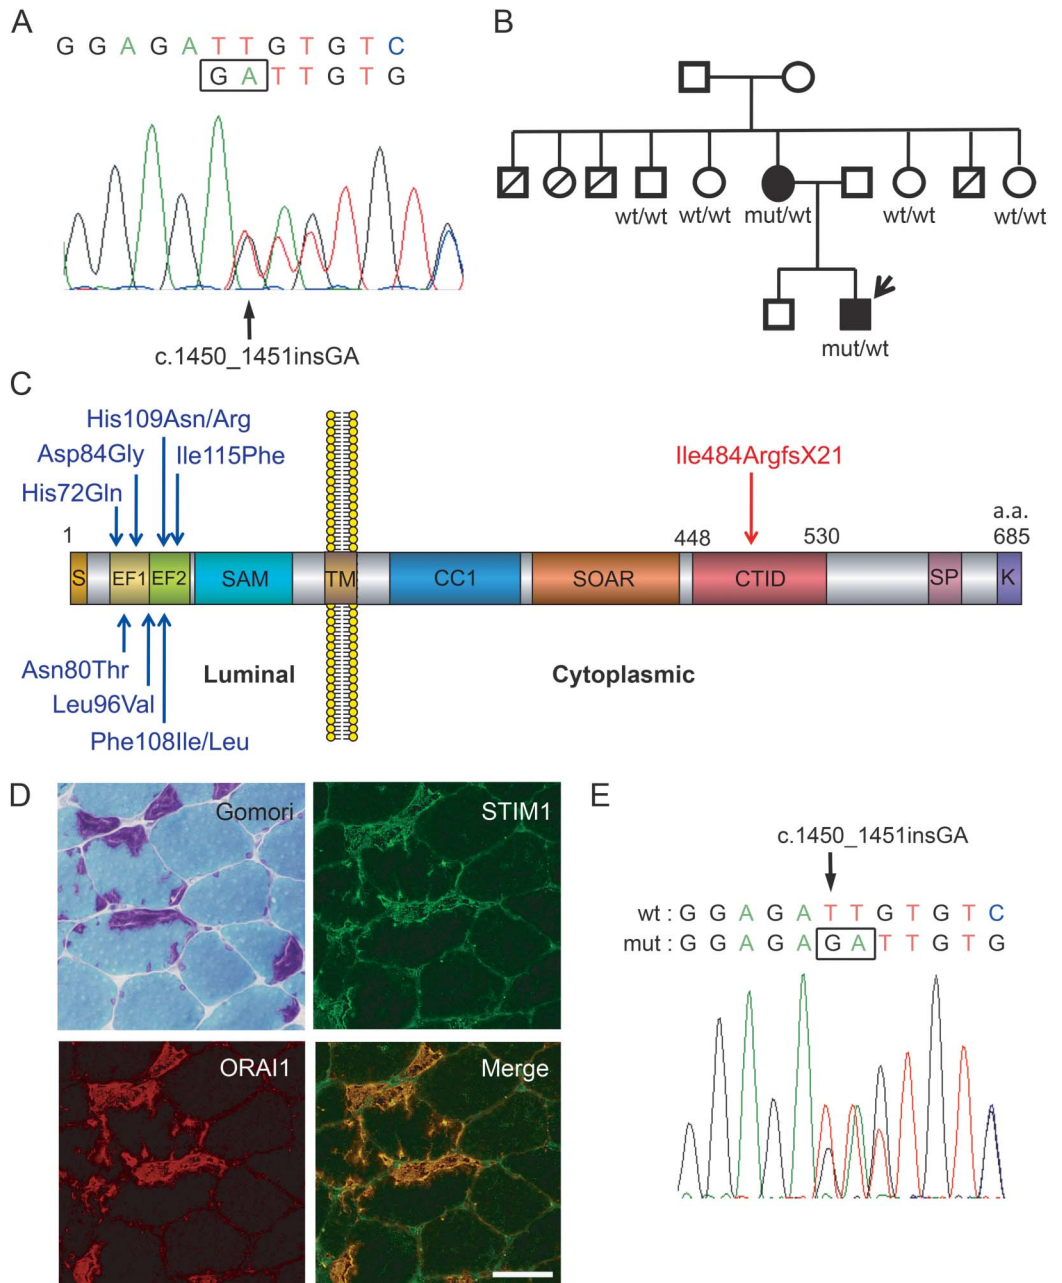 A
G G A G A T T G T G T C
G A T T G T G
c.1450_1451insGA
B
wt/wt wt/wt mut/wt wt/wt wt/wt
mut/wt
C
His109Asn/Arg
Asp84Gly Ile115Phe
His72Gln
Ile484ArgfsX21
a.a.
1 448 530 685
S EF1 EF2 SAM TM CC1 SOAR CTID SP K
Asn80Thr
Luminal Cytoplasmic
Leu96Val
Phe108Ile/Leu
D
Gomori STIM1
ORAI1 Merge
E
c.1450_1451insGA
wt : G G A G A T T G T G T C
mut : G G A G A G A T T G T G